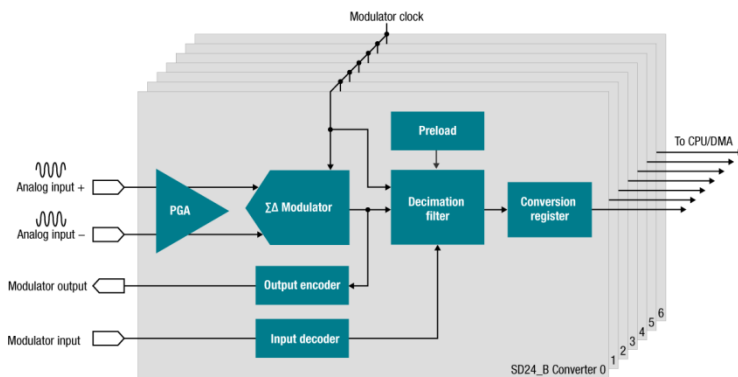 Modulator clock
Preload
To CPU/DMA
Analog input +
PGA
ΣΔ Modulator
Decimation
filter
Conversion
register
Analog input −
Modulator output
Output encoder
Modulator input
Input decoder
SD24_B Converter 0
1
2
3
4
5
6